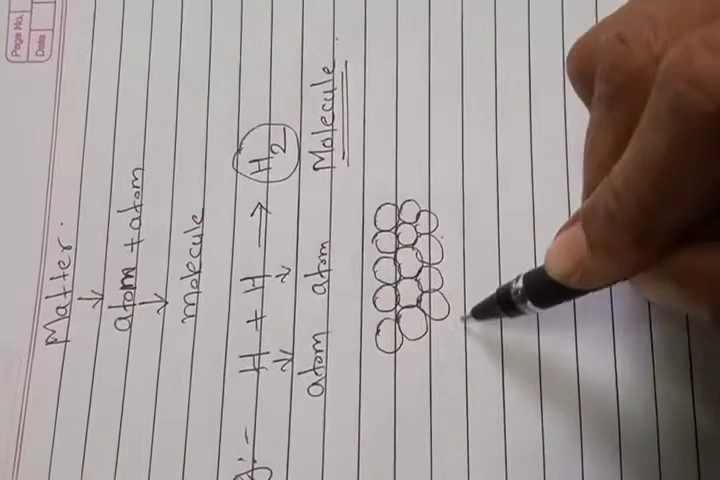 Page No.
Date
Matter.
↓
atom + atom
↓
molecule
H + H → H2
↓ ↓
atom atom Molecule.